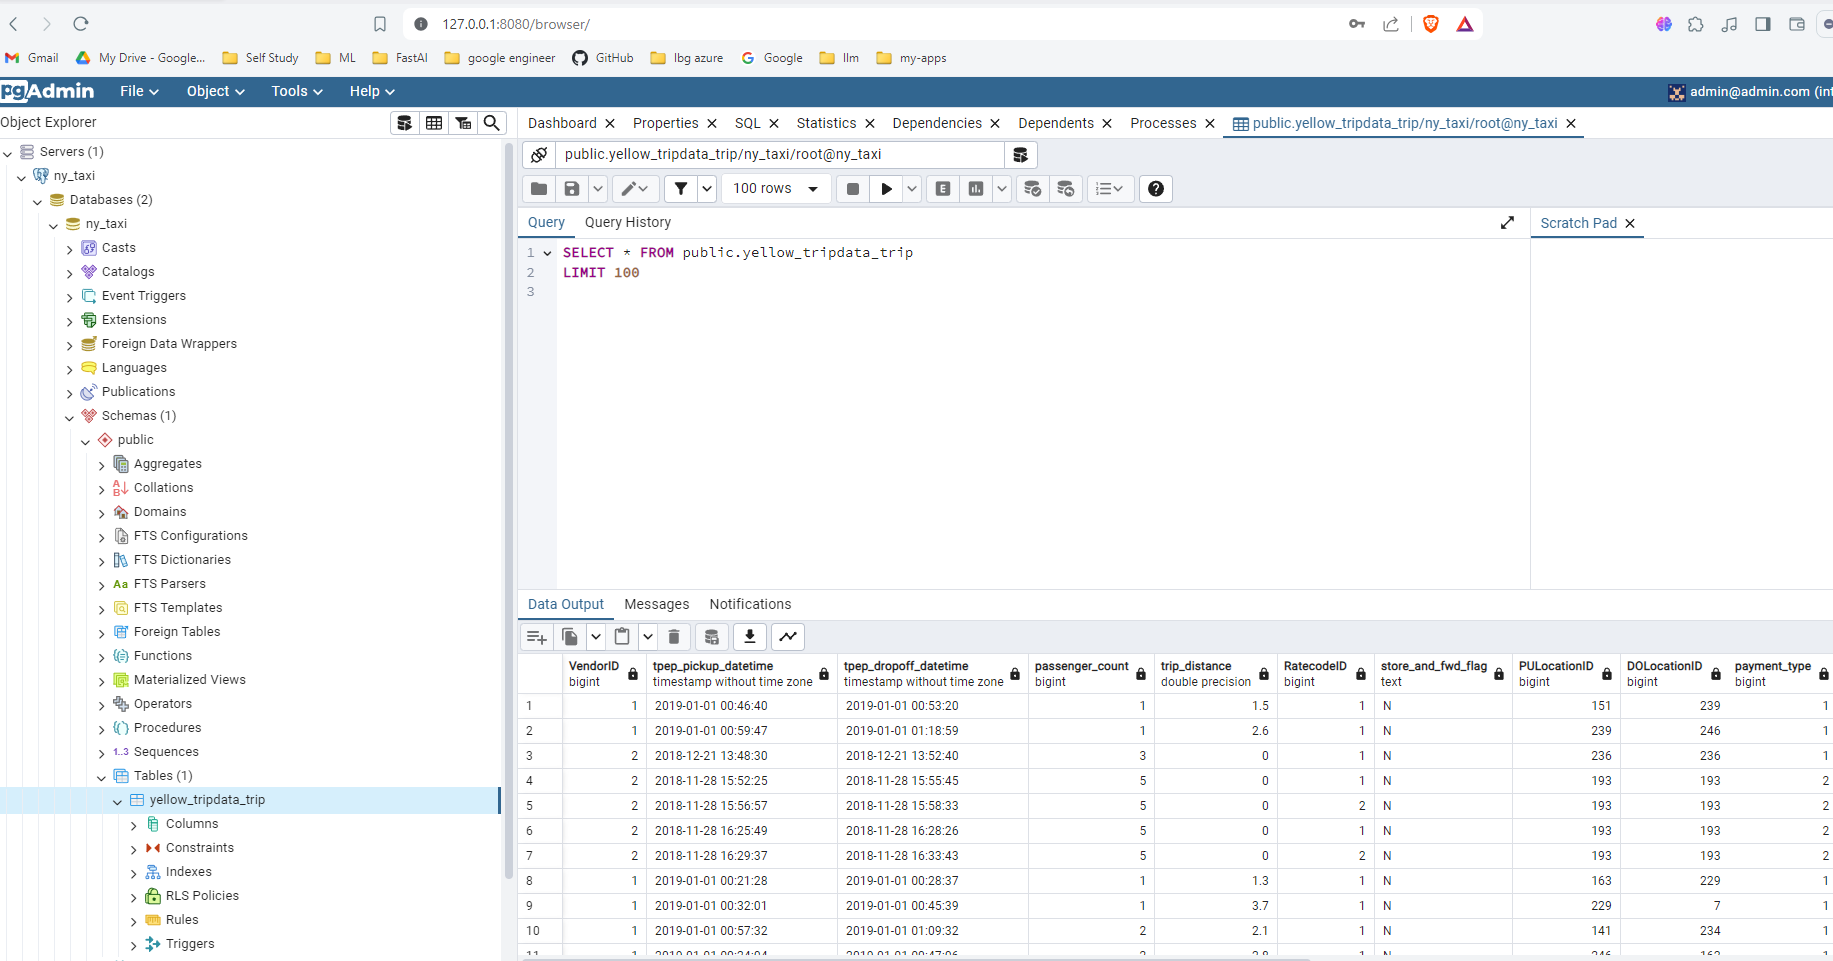 127.0.0.1:8080/browser/
Gmail My Drive - Google... Self Study ML FastAI google engineer GitHub lbg azure Google llm my-apps
pgAdmin File Object Tools Help admin@admin.com (int
Object Explorer
Dashboard Properties SQL Statistics Dependencies Dependents Processes public.yellow_tripdata_trip/ny_taxi/root@ny_taxi
Servers (1)
ny_taxi
Databases (2)
ny_taxi
Casts
Catalogs
Event Triggers
Extensions
Foreign Data Wrappers
Languages
Publications
Schemas (1)
public
Aggregates
Collations
Domains
FTS Configurations
FTS Dictionaries
Aa FTS Parsers
FTS Templates
Foreign Tables
Functions
Materialized Views
Operators
Procedures
1..3 Sequences
Tables (1)
yellow_tripdata_trip
Columns
Constraints
Indexes
RLS Policies
Rules
Triggers
public.yellow_tripdata_trip/ny_taxi/root@ny_taxi
100 rows E
Query Query History
Scratch Pad
1 SELECT * FROM public.yellow_tripdata_trip
2 LIMIT 100
3
Data Output Messages Notifications
VendorID tpep_pickup_datetime tpep_dropoff_datetime passenger_count trip_distance RatecodeID store_and_fwd_flag PULocationID DOLocationID payment_type
bigint timestamp without time zone timestamp without time zone bigint double precision bigint text bigint bigint bigint
1 1 2019-01-01 00:46:40 2019-01-01 00:53:20 1 1.5 1 N 151 239 1
2 1 2019-01-01 00:59:47 2019-01-01 01:18:59 1 2.6 1 N 239 246 1
3 2 2018-12-21 13:48:30 2018-12-21 13:52:40 3 0 1 N 236 236 1
4 2 2018-11-28 15:52:25 2018-11-28 15:55:45 5 0 1 N 193 193 2
5 2 2018-11-28 15:56:57 2018-11-28 15:58:33 5 0 2 N 193 193 2
6 2 2018-11-28 16:25:49 2018-11-28 16:28:26 5 0 1 N 193 193 2
7 2 2018-11-28 16:29:37 2018-11-28 16:33:43 5 0 2 N 193 193 2
8 1 2019-01-01 00:21:28 2019-01-01 00:28:37 1 1.3 1 N 163 229 1
9 1 2019-01-01 00:32:01 2019-01-01 00:45:39 1 3.7 1 N 229 7 1
10 1 2019-01-01 00:57:32 2019-01-01 01:09:32 2 2.1 1 N 141 234 1